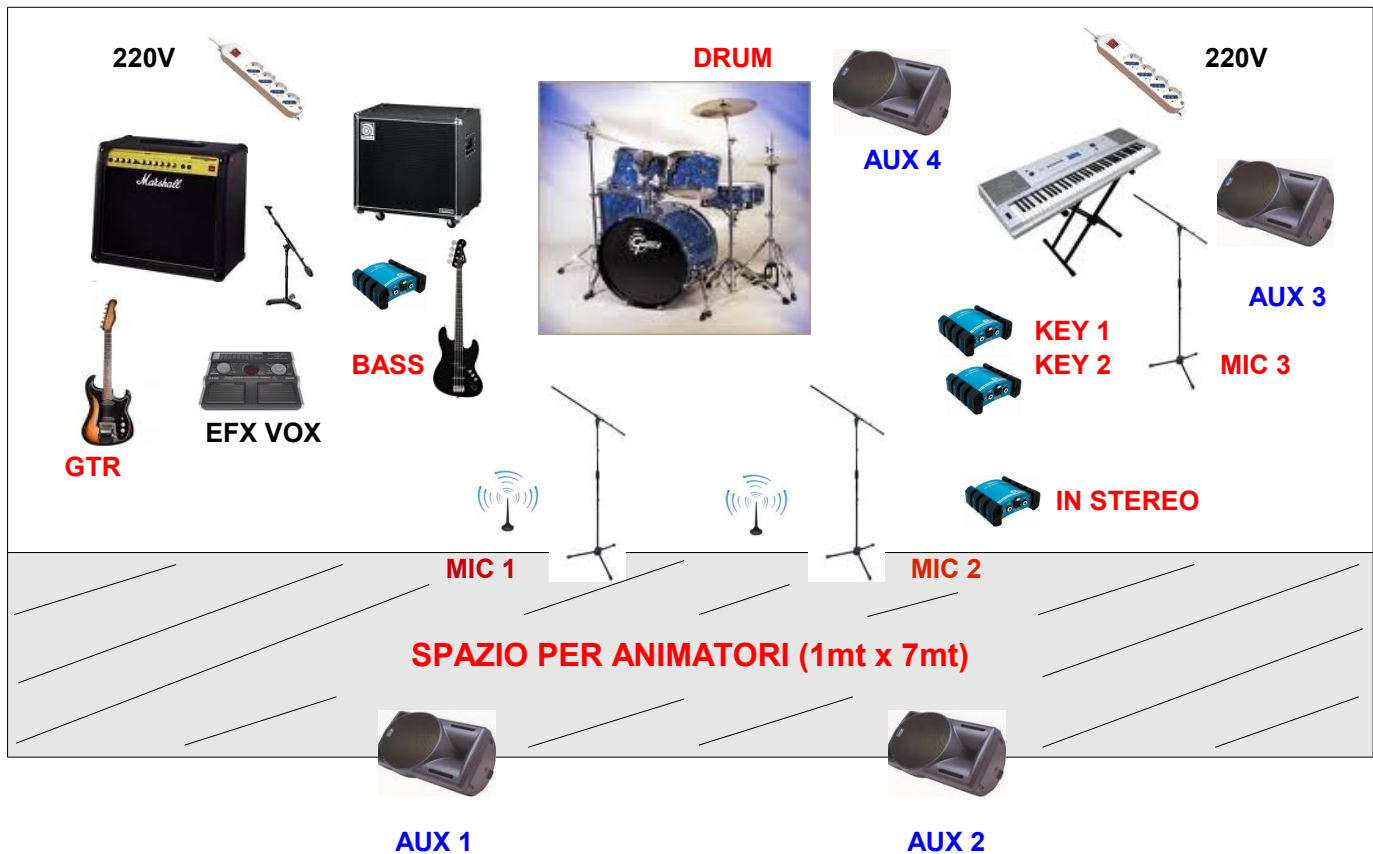 220V
DRUM
220V
AUX 4
Marshall
AUX 3
KEY 1
BASS
KEY 2
MIC 3
EFX VOX
GTR
IN STEREO
MIC 1
MIC 2
SPAZIO PER ANIMATORI (1mt x 7mt)
AUX 1
AUX 2